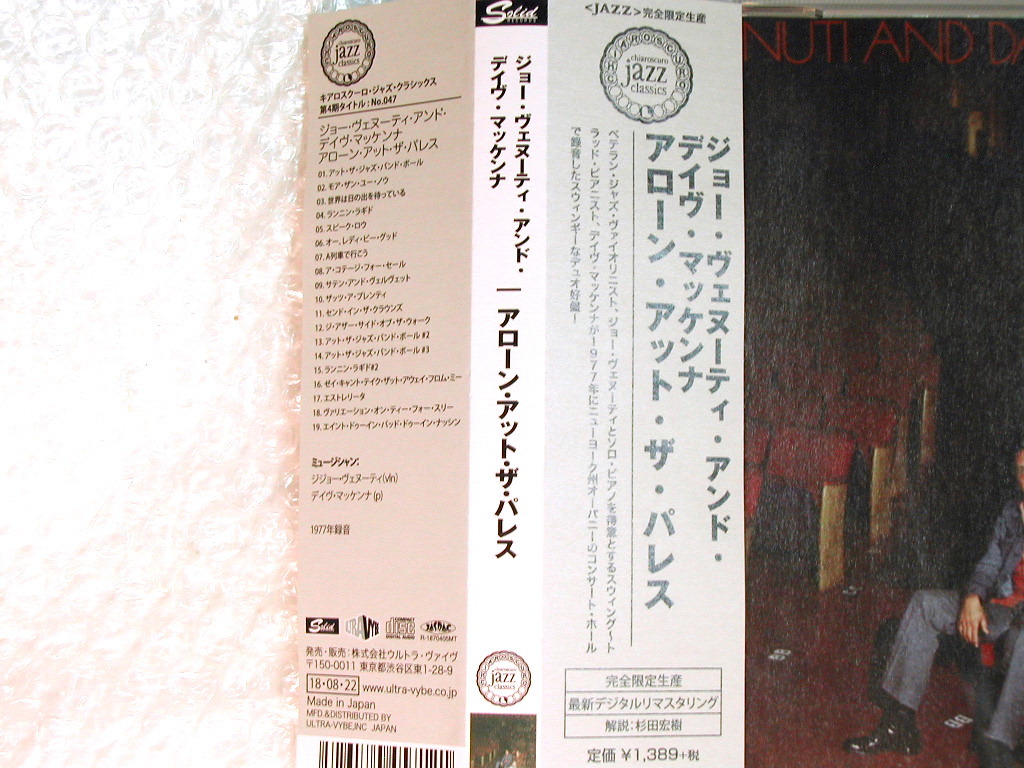 chiaroscuro
jazz
classics
キアロスクーロ・ジャズ・クラシックス
第4期タイトル：No.047
ジョー・ヴェヌーティ・アンド・
デイヴ・マッケンナ
アローン・アット・ザ・パレス
01. アット・ザ・ジャズ・バンド・ボール
02. モア・ザン・ユー・ノウ
03. 世界は日の出を待っている
04. ランニン・ラギド
05. スピーク・ロウ
06. オー、レディ・ビー・グッド
07. A列車で行こう
08. ア・コテージ・フォー・セール
09. サテン・アンド・ヴェルヴェット
10. ザッツ・ア・プレンティ
11. センド・イン・ザ・クラウンズ
12. ジ・アザー・サイド・オブ・ザ・ウォーク
13. アット・ザ・ジャズ・バンド・ボール #2
14. アット・ザ・ジャズ・バンド・ボール #3
15. ランニン・ラギド#2
16. ゼイ・キャント・テイク・ザット・アウェイ・フロム・ミー
17. エストレリータ
18. ヴァリエーション・オン・ティー・フォー・スリー
19. エイント・ドゥーイン・バッド・ドゥーイン・ナッシン
ミュージシャン:
ジジョー・ヴェヌーティ(vln)
デイヴ・マッケンナ (p)
1977年録音
Solid
ULTRA VYBE
COMPACT
disc
DIGITAL AUDIO
JASRAC
R-1870405MT
発売・販売：株式会社ウルトラ・ヴァイヴ
〒150-0011 東京都渋谷区東1-28-9
18・08・22 www.ultra-vybe.co.jp
Made in Japan
MFD.&DISTRIBUTED BY
ULTRA-VYBE,INC JAPAN
Solid
RECORDS
ジョー・ヴェヌーティ・アンド・
デイヴ・マッケンナ
アローン・アット・ザ・パレス
chiaroscuro
jazz
classics
<JAZZ>完全限定生産
CHIAROSCURO
chiaroscuro
jazz
classics
ジョー・ヴェヌーティ・アンド・
デイヴ・マッケンナ
アローン・アット・ザ・パレス
ベテラン・ジャズ・ヴァイオリニスト、ジョー・ヴェヌーティとソロ・ピアノを得意とするスウィング〜ト
ラッド・ピアニスト、デイヴ・マッケンナが1977年にニューヨーク州オーバニーのコンサート・ホール
で録音したスウィンギーなデュオ好盤！
完全限定生産
最新デジタルリマスタリング
解説：杉田宏樹
定価 ¥1,389+税
NUTI AND DA